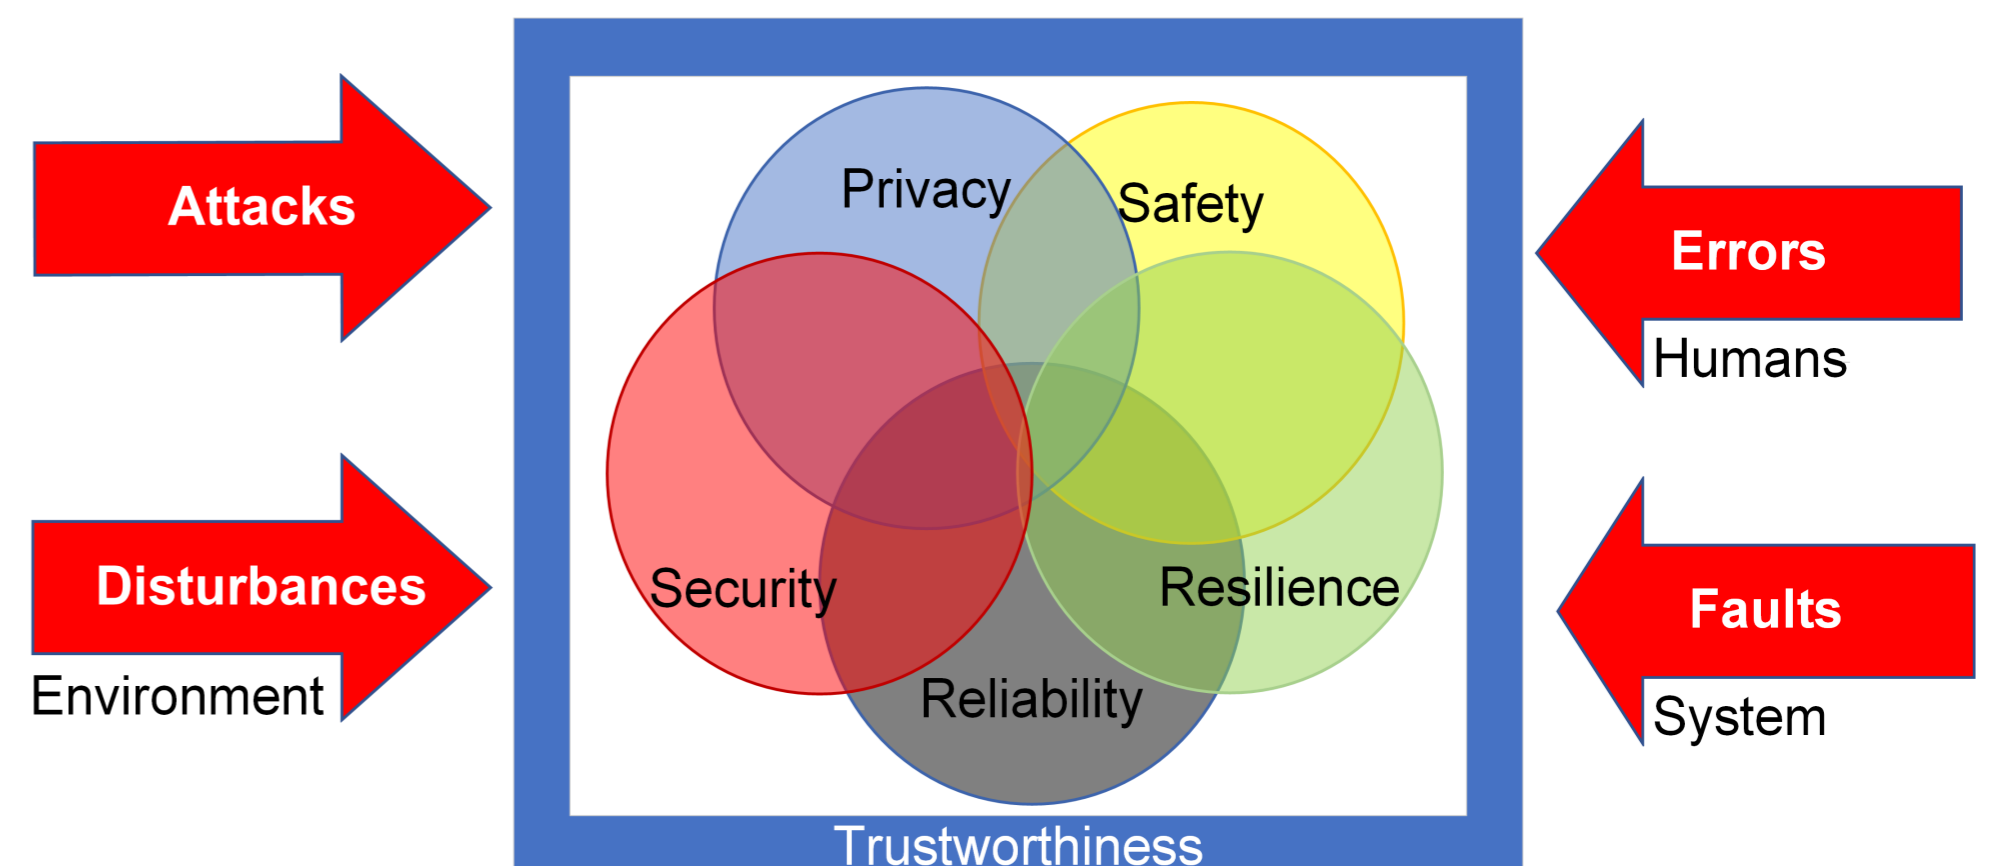 Attacks
Privacy
Safety
Errors
Humans
Disturbances
Environment
Security
Resilience
Reliability
Faults
System
Trustworthiness